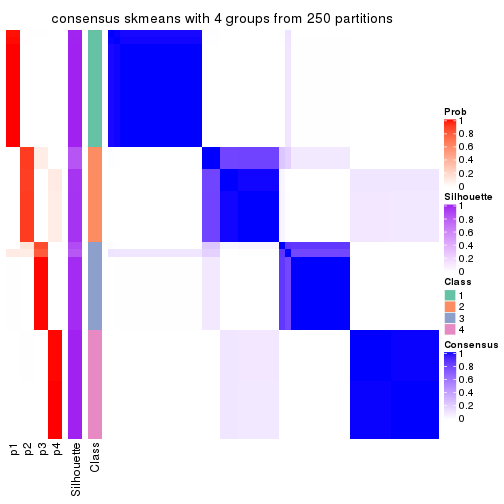 consensus skmeans with 4 groups from 250 partitions
Prob
1
0.8
0.6
0.4
0.2
0
Silhouette
1
0.8
0.6
0.4
0.2
0
Class
1
2
3
4
Consensus
1
0.8
0.6
0.4
0.2
0
p1
p2
p3
p4
Silhouette
Class